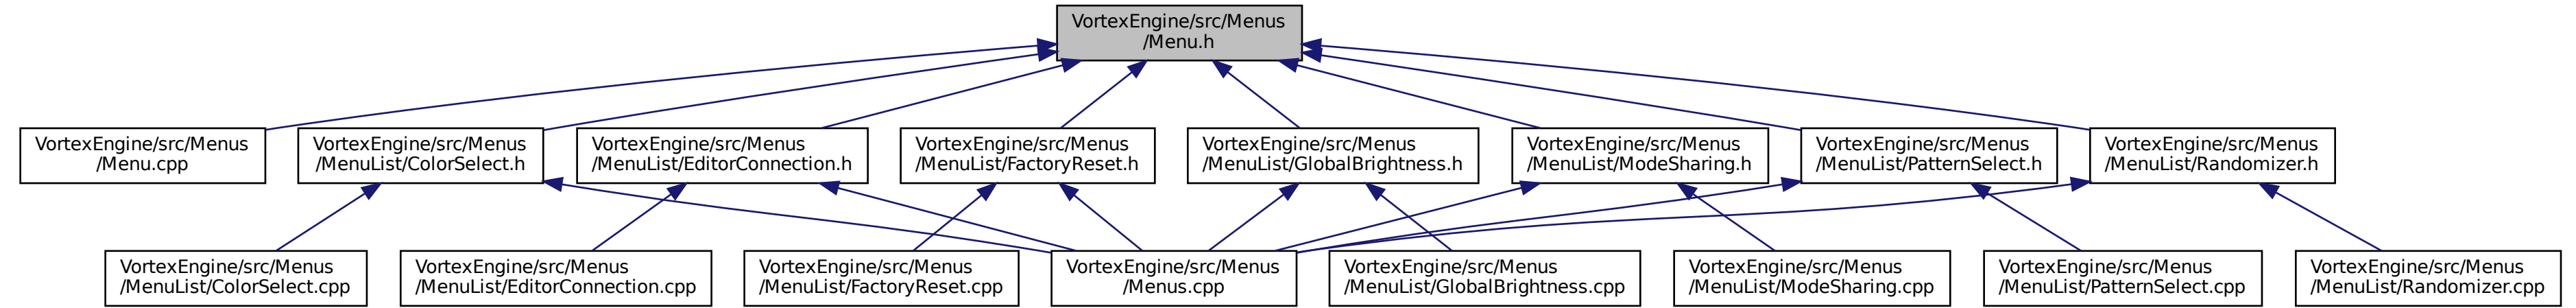 VortexEngine/src/Menus
/Menu.h
VortexEngine/src/Menus
/Menu.cpp
VortexEngine/src/Menus
/MenuList/ColorSelect.h
VortexEngine/src/Menus
/MenuList/EditorConnection.h
VortexEngine/src/Menus
/MenuList/FactoryReset.h
VortexEngine/src/Menus
/MenuList/GlobalBrightness.h
VortexEngine/src/Menus
/MenuList/ModeSharing.h
VortexEngine/src/Menus
/MenuList/PatternSelect.h
VortexEngine/src/Menus
/MenuList/Randomizer.h
VortexEngine/src/Menus
/MenuList/ColorSelect.cpp
VortexEngine/src/Menus
/MenuList/EditorConnection.cpp
VortexEngine/src/Menus
/MenuList/FactoryReset.cpp
VortexEngine/src/Menus
/Menus.cpp
VortexEngine/src/Menus
/MenuList/GlobalBrightness.cpp
VortexEngine/src/Menus
/MenuList/ModeSharing.cpp
VortexEngine/src/Menus
/MenuList/PatternSelect.cpp
VortexEngine/src/Menus
/MenuList/Randomizer.cpp